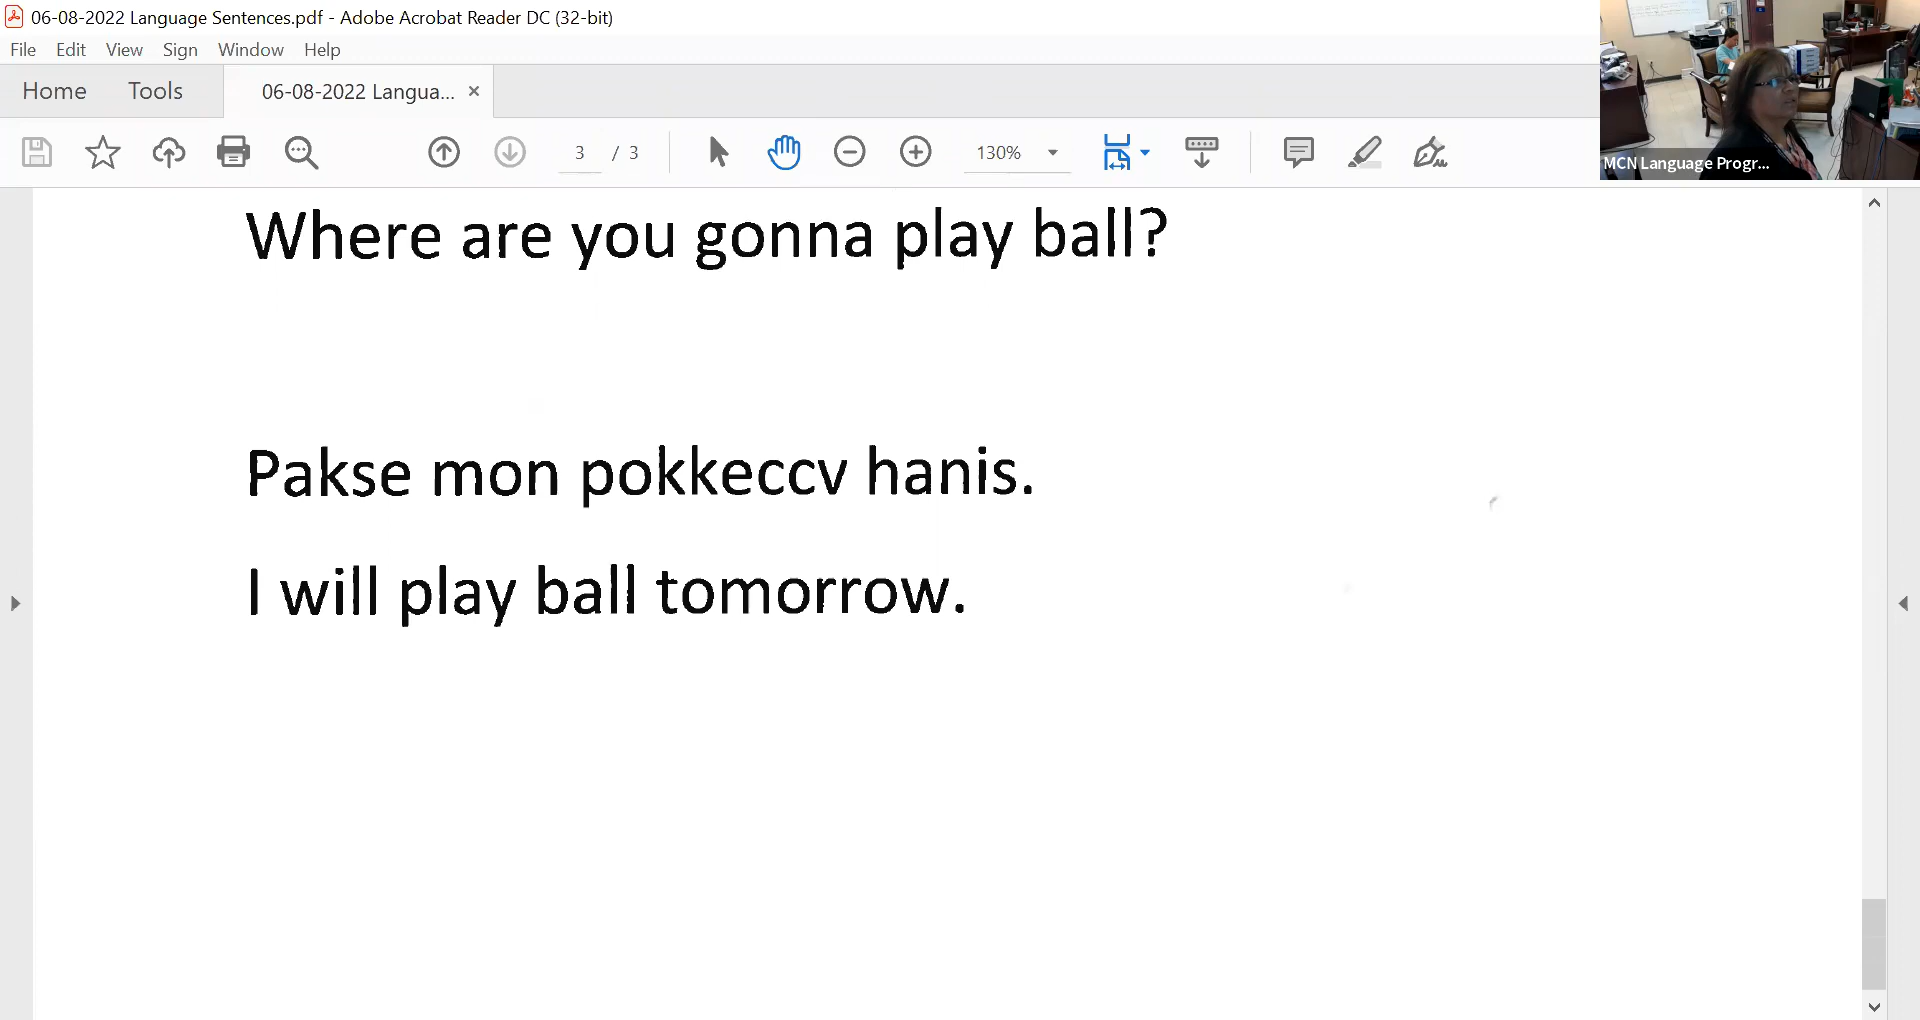 06-08-2022 Language Sentences.pdf - Adobe Acrobat Reader DC (32-bit)
File Edit View Sign Window Help
Home Tools 06-08-2022 Langua... ×
3 / 3 130%
MCN Language Progr...
Where are you gonna play ball?
Pakse mon pokkeccv hanis.
I will play ball tomorrow.